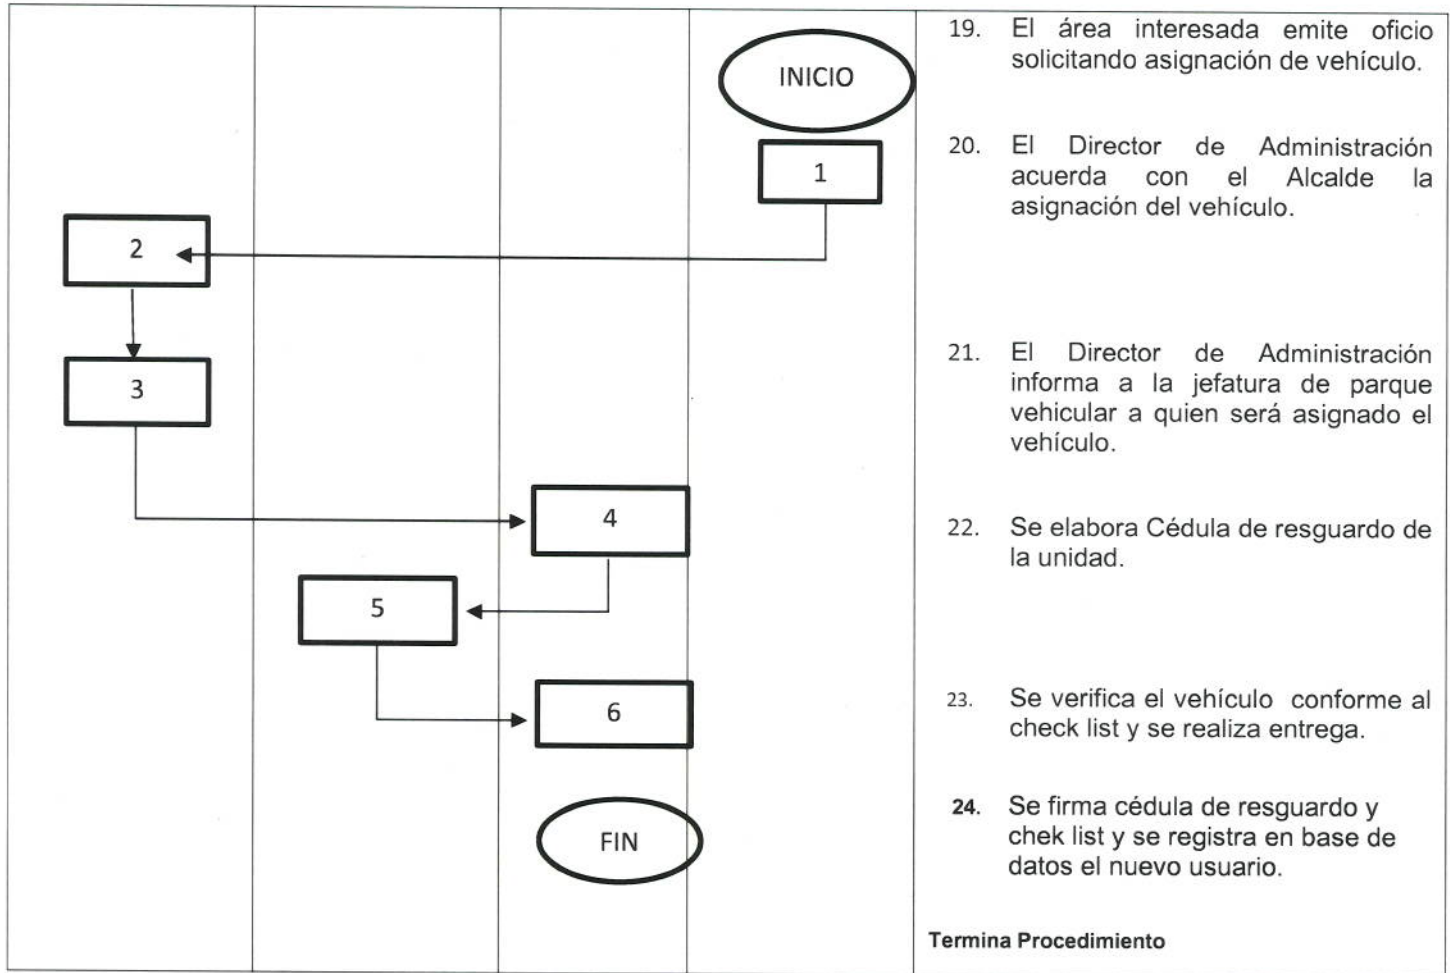 INICIO
1
2
3
4
5
6
FIN
19. El área interesada emite oficio
solicitando asignación de vehículo.
20. El Director de Administración
acuerda con el Alcalde la
asignación del vehículo.
21. El Director de Administración
informa a la jefatura de parque
vehicular a quien será asignado el
vehículo.
22. Se elabora Cédula de resguardo de
la unidad.
23. Se verifica el vehículo conforme al
check list y se realiza entrega.
24. Se firma cédula de resguardo y
chek list y se registra en base de
datos el nuevo usuario.
Termina Procedimiento